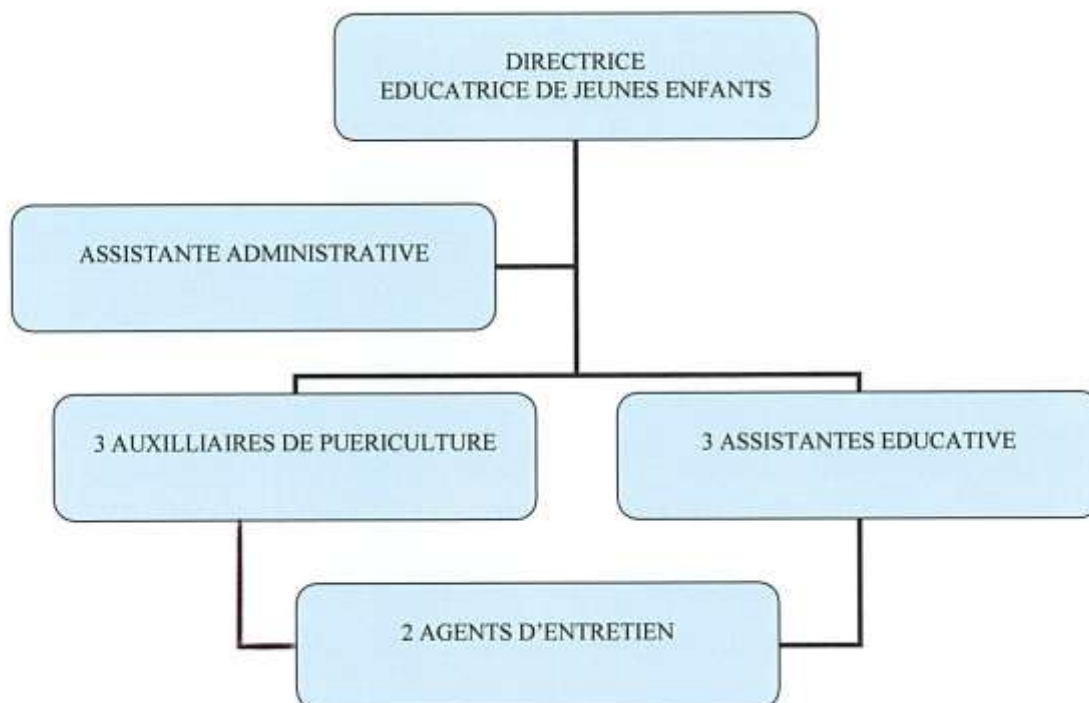 DIRECTRICE
EDUCATRICE DE JEUNES ENFANTS
ASSISTANTE ADMINISTRATIVE
3 AUXILLIAIRES DE PUERICULTURE
3 ASSISTANTES EDUCATIVE
2 AGENTS D’ENTRETIEN